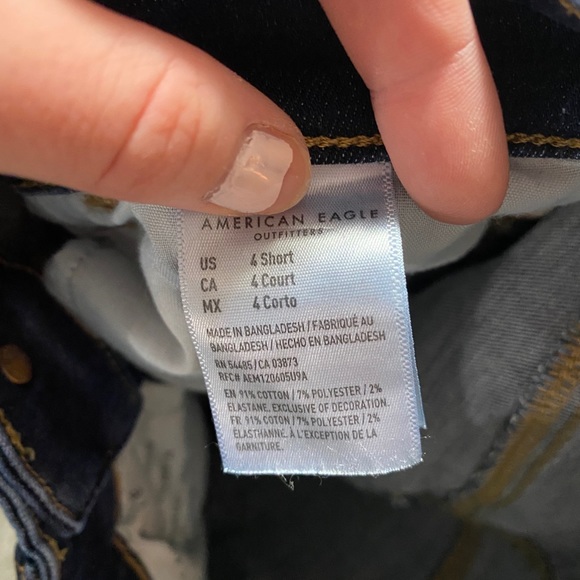 AMERICAN EAGLE
OUTFITTERS
US 4 Short
CA 4 Court
MX 4 Corto
MADE IN BANGLADESH / FABRIQUÉ AU
BANGLADESH / HECHO EN BANGLADESH
RN 54485 / CA 03873
RFC# AEM120605U9A
EN 91% COTTON / 7% POLYESTER / 2%
ELASTANE. EXCLUSIVE OF DECORATION.
FR 91% COTON / 7% POLYESTER / 2%
ÉLASTHANNE. À L'EXCEPTION DE LA
GARNITURE.